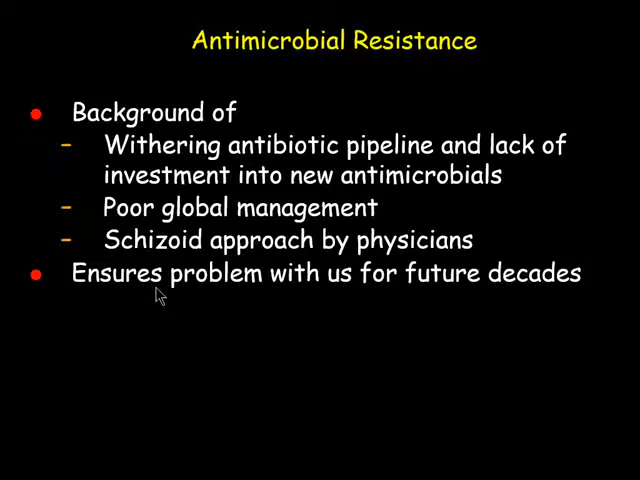 Antimicrobial Resistance
● Background of
– Withering antibiotic pipeline and lack of
investment into new antimicrobials
– Poor global management
– Schizoid approach by physicians
● Ensures problem with us for future decades